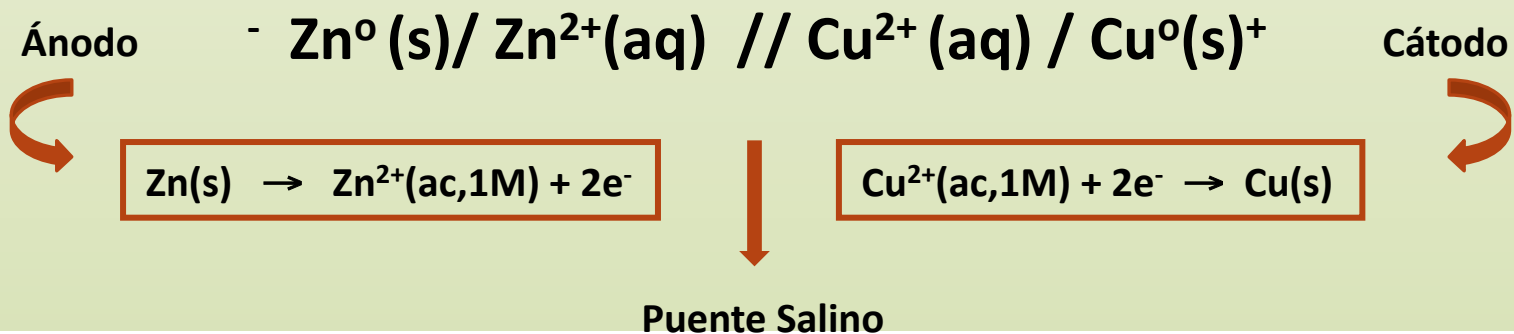 Ánodo - Znº (s)/ Zn²⁺(aq) // Cu²⁺ (aq) / Cuº(s)⁺ Cátodo
Zn(s) → Zn²⁺(ac,1M) + 2e⁻ Cu²⁺(ac,1M) + 2e⁻ → Cu(s)
Puente Salino